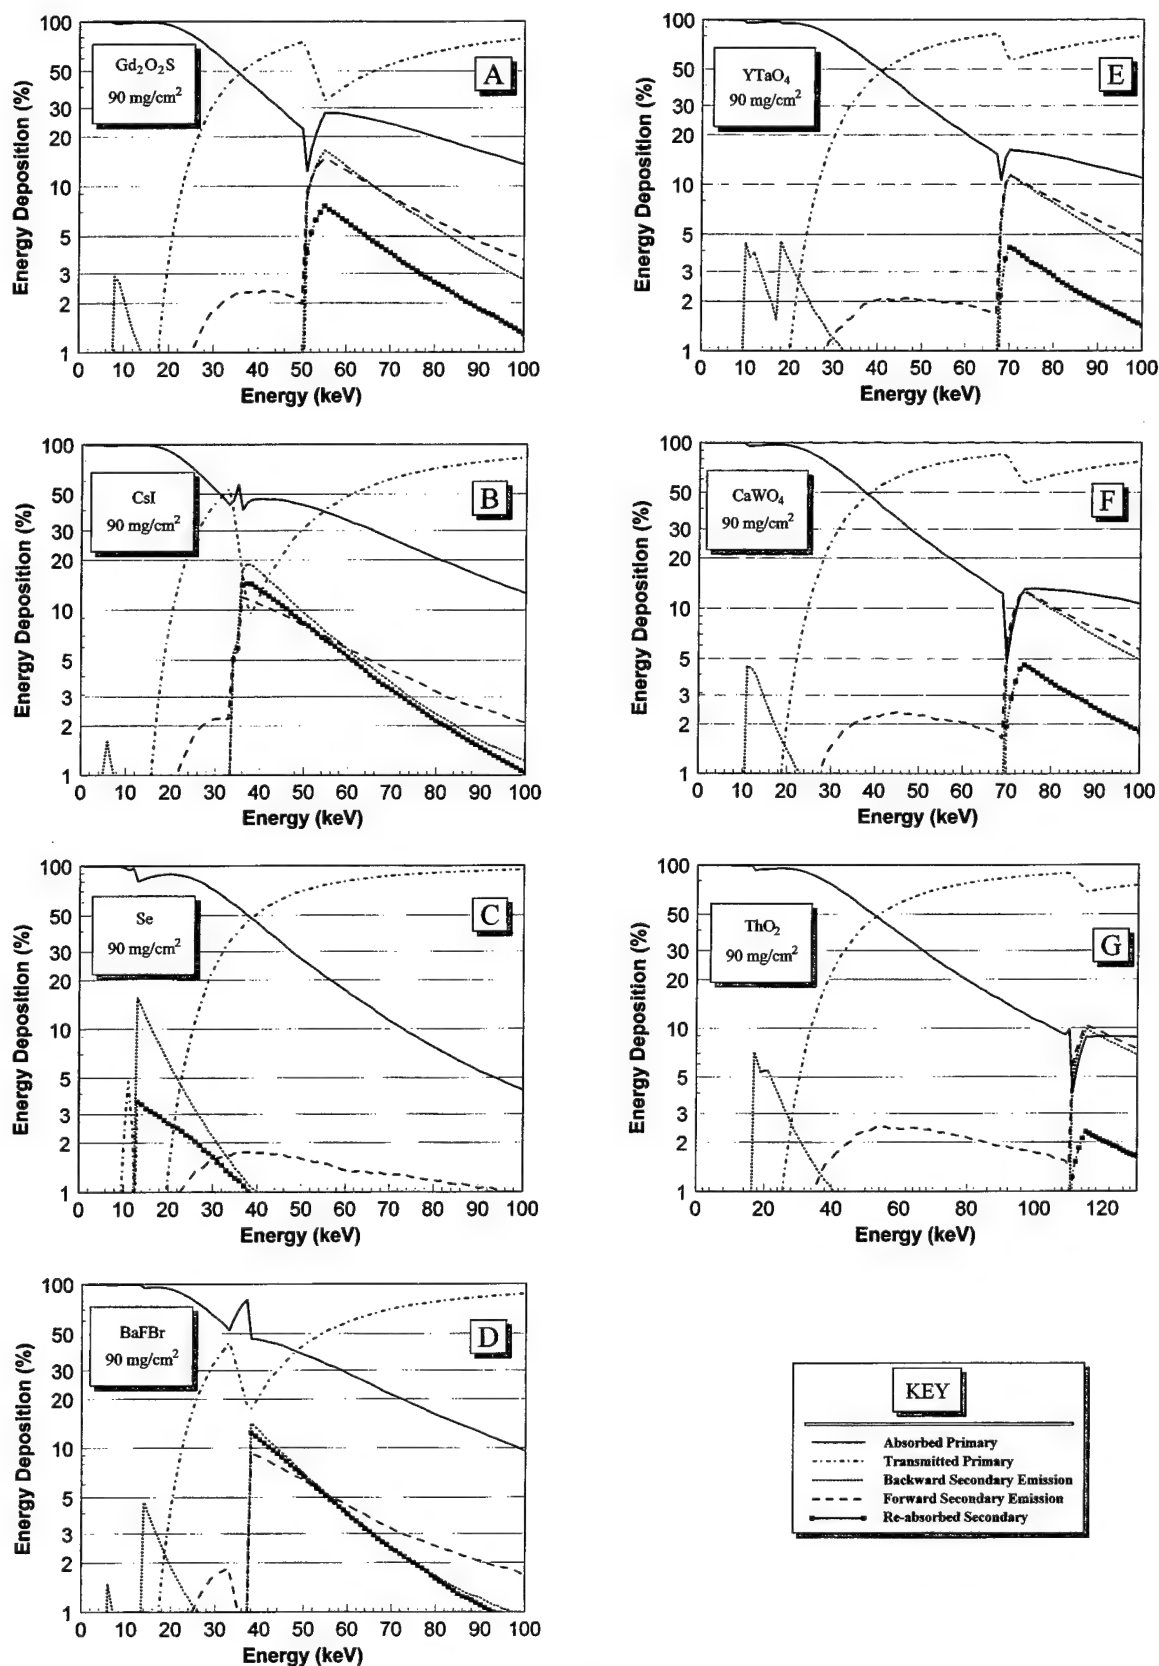 Energy Deposition (%)
100
50
30
20
10
5
3
2
1
Gd2O2S
90 mg/cm2
A
0 10 20 30 40 50 60 70 80 90 100
Energy (keV)
Energy Deposition (%)
100
50
30
20
10
5
3
2
1
YTaO4
90 mg/cm2
E
0 10 20 30 40 50 60 70 80 90 100
Energy (keV)
Energy Deposition (%)
100
50
30
20
10
5
3
2
1
CsI
90 mg/cm2
B
0 10 20 30 40 50 60 70 80 90 100
Energy (keV)
Energy Deposition (%)
100
50
30
20
10
5
3
2
1
CaWO4
90 mg/cm2
F
0 10 20 30 40 50 60 70 80 90 100
Energy (keV)
Energy Deposition (%)
100
50
30
20
10
5
3
2
1
Se
90 mg/cm2
C
0 10 20 30 40 50 60 70 80 90 100
Energy (keV)
Energy Deposition (%)
100
50
30
20
10
5
3
2
1
ThO2
90 mg/cm2
G
0 20 40 60 80 100 120
Energy (keV)
Energy Deposition (%)
100
50
30
20
10
5
3
2
1
BaFBr
90 mg/cm2
D
0 10 20 30 40 50 60 70 80 90 100
Energy (keV)
KEY
Absorbed Primary
Transmitted Primary
Backward Secondary Emission
Forward Secondary Emission
Re-absorbed Secondary